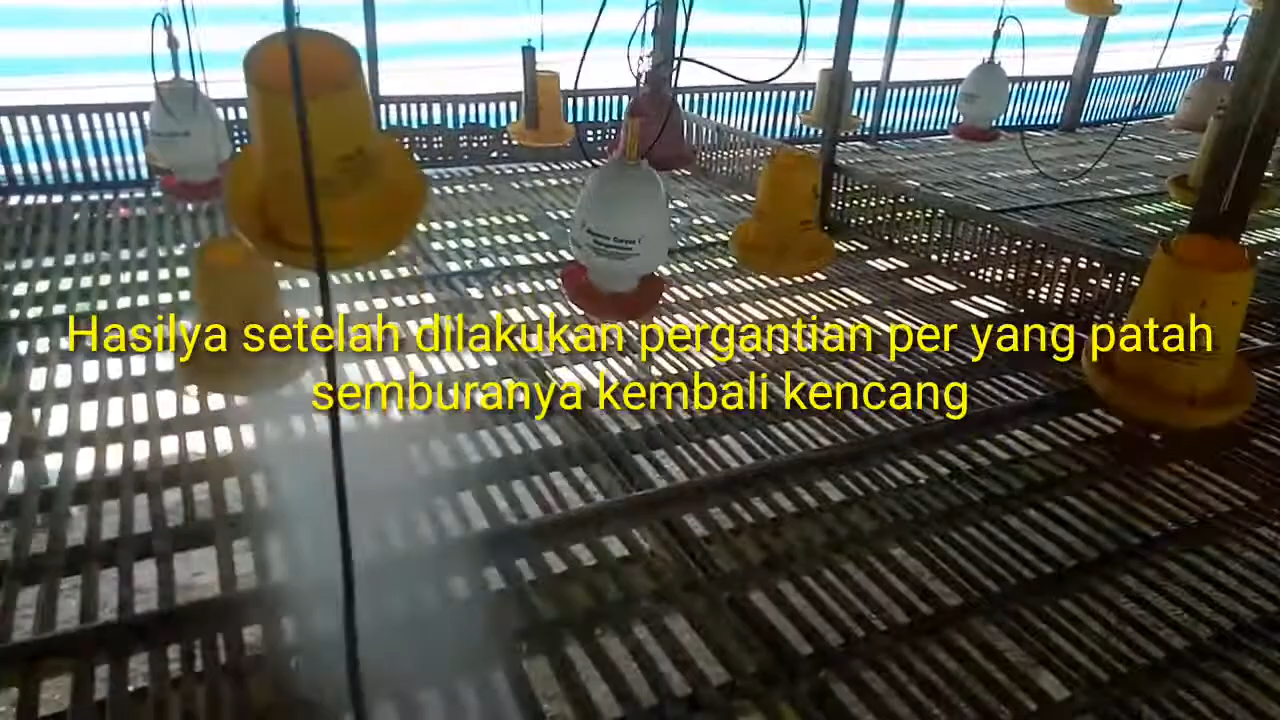 Hasilya setelah dilakukan pergantian per yang patah
semburanya kembali kencang